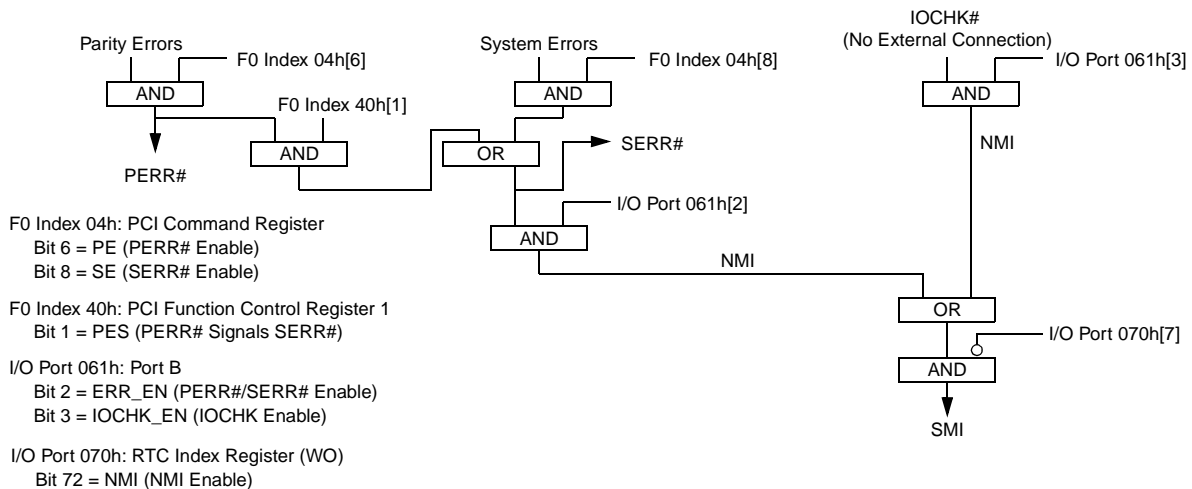 IOCHK#
(No External Connection)
Parity Errors
System Errors
F0 Index 04h[6]
F0 Index 04h[8]
I/O Port 061h[3]
AND
AND
AND
F0 Index 40h[1]
AND
OR
SERR#
NMI
PERR#
I/O Port 061h[2]
AND
NMI
F0 Index 04h: PCI Command Register
Bit 6 = PE (PERR# Enable)
Bit 8 = SE (SERR# Enable)
F0 Index 40h: PCI Function Control Register 1
Bit 1 = PES (PERR# Signals SERR#)
I/O Port 061h: Port B
Bit 2 = ERR_EN (PERR#/SERR# Enable)
Bit 3 = IOCHK_EN (IOCHK Enable)
I/O Port 070h: RTC Index Register (WO)
Bit 72 = NMI (NMI Enable)
OR
I/O Port 070h[7]
AND
SMI